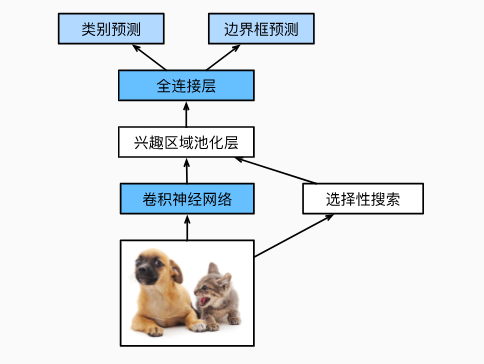 类别预测
边界框预测
全连接层
兴趣区域池化层
卷积神经网络
选择性搜索